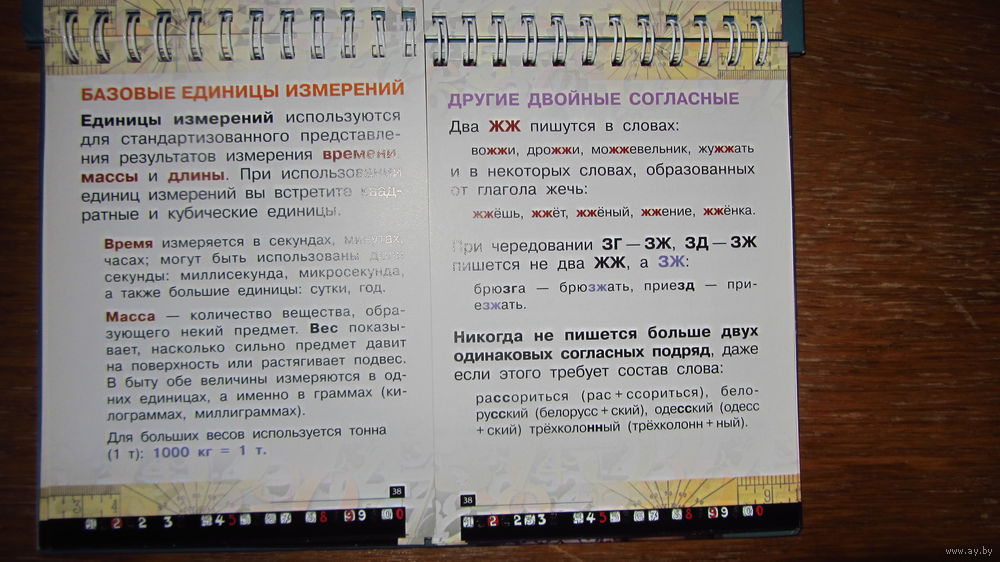 БАЗОВЫЕ ЕДИНИЦЫ ИЗМЕРЕНИЙ
Единицы измерений используются
для стандартизованного представле-
ния результатов измерения времени,
массы и длины. При использовании
единиц измерений вы встретите квад-
ратные и кубические единицы.
Время измеряется в секундах, минутах,
часах; могут быть использованы доли
секунды: миллисекунда, микросекунда,
а также большие единицы: сутки, год.
Масса — количество вещества, обра-
зующего некий предмет. Вес показы-
вает, насколько сильно предмет давит
на поверхность или растягивает подвес.
В быту обе величины измеряются в од-
них единицах, а именно в граммах (ки-
лограммах, миллиграммах).
Для больших весов используется тонна
(1 т): 1000 кг = 1 т.
38
ДРУГИЕ ДВОЙНЫЕ СОГЛАСНЫЕ
Два ЖЖ пишутся в словах:
вожжи, дрожжи, можжевельник, жужжать
и в некоторых словах, образованных
от глагола жечь:
жжёшь, жжёт, жжёный, жжение, жжёнка.
При чередовании ЗГ — ЗЖ, ЗД — ЗЖ
пишется не два ЖЖ, а ЗЖ:
брюзга — брюзжать, приезд — при-
езжать.
Никогда не пишется больше двух
одинаковых согласных подряд, даже
если этого требует состав слова:
рассориться (рас + ссориться), бело-
русский (белорусс + ский), одесский (одесс
+ ский) трёхколонный (трёхколонн + ный).
38
www.ay.by